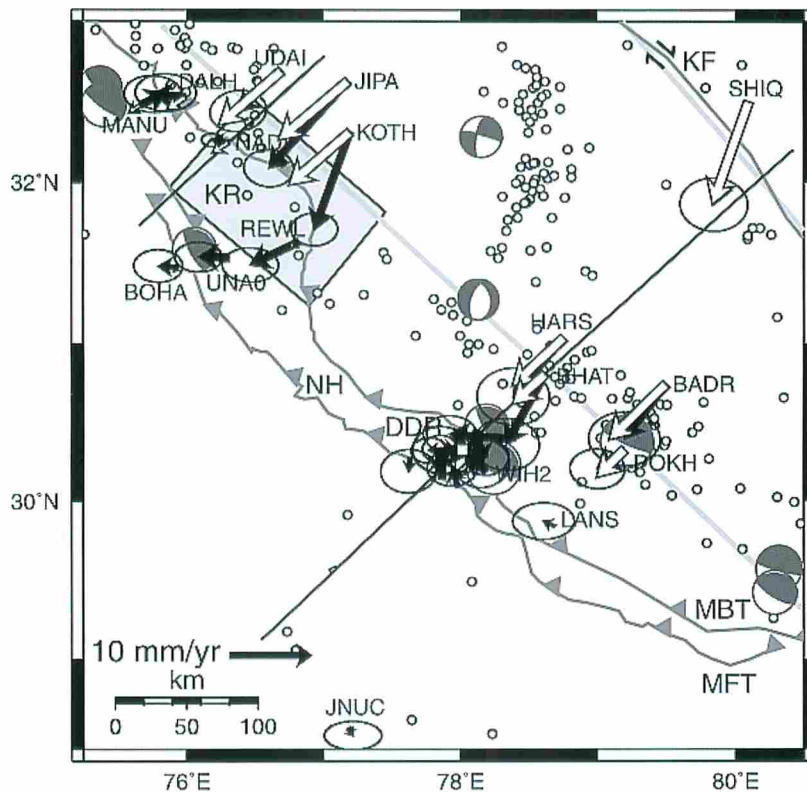 UDAI
KF
DALH
JIPA
SHIQ
MANU
NADI
KOTH
32°N
KR
REWL
BOHA
UNA0
HARS
NH
BHAT
BADR
DDR
WIH2
POKH
30°N
LANS
MBT
10 mm/yr
MFT
km
0 50 100
JNUC
76°E 78°E 80°E